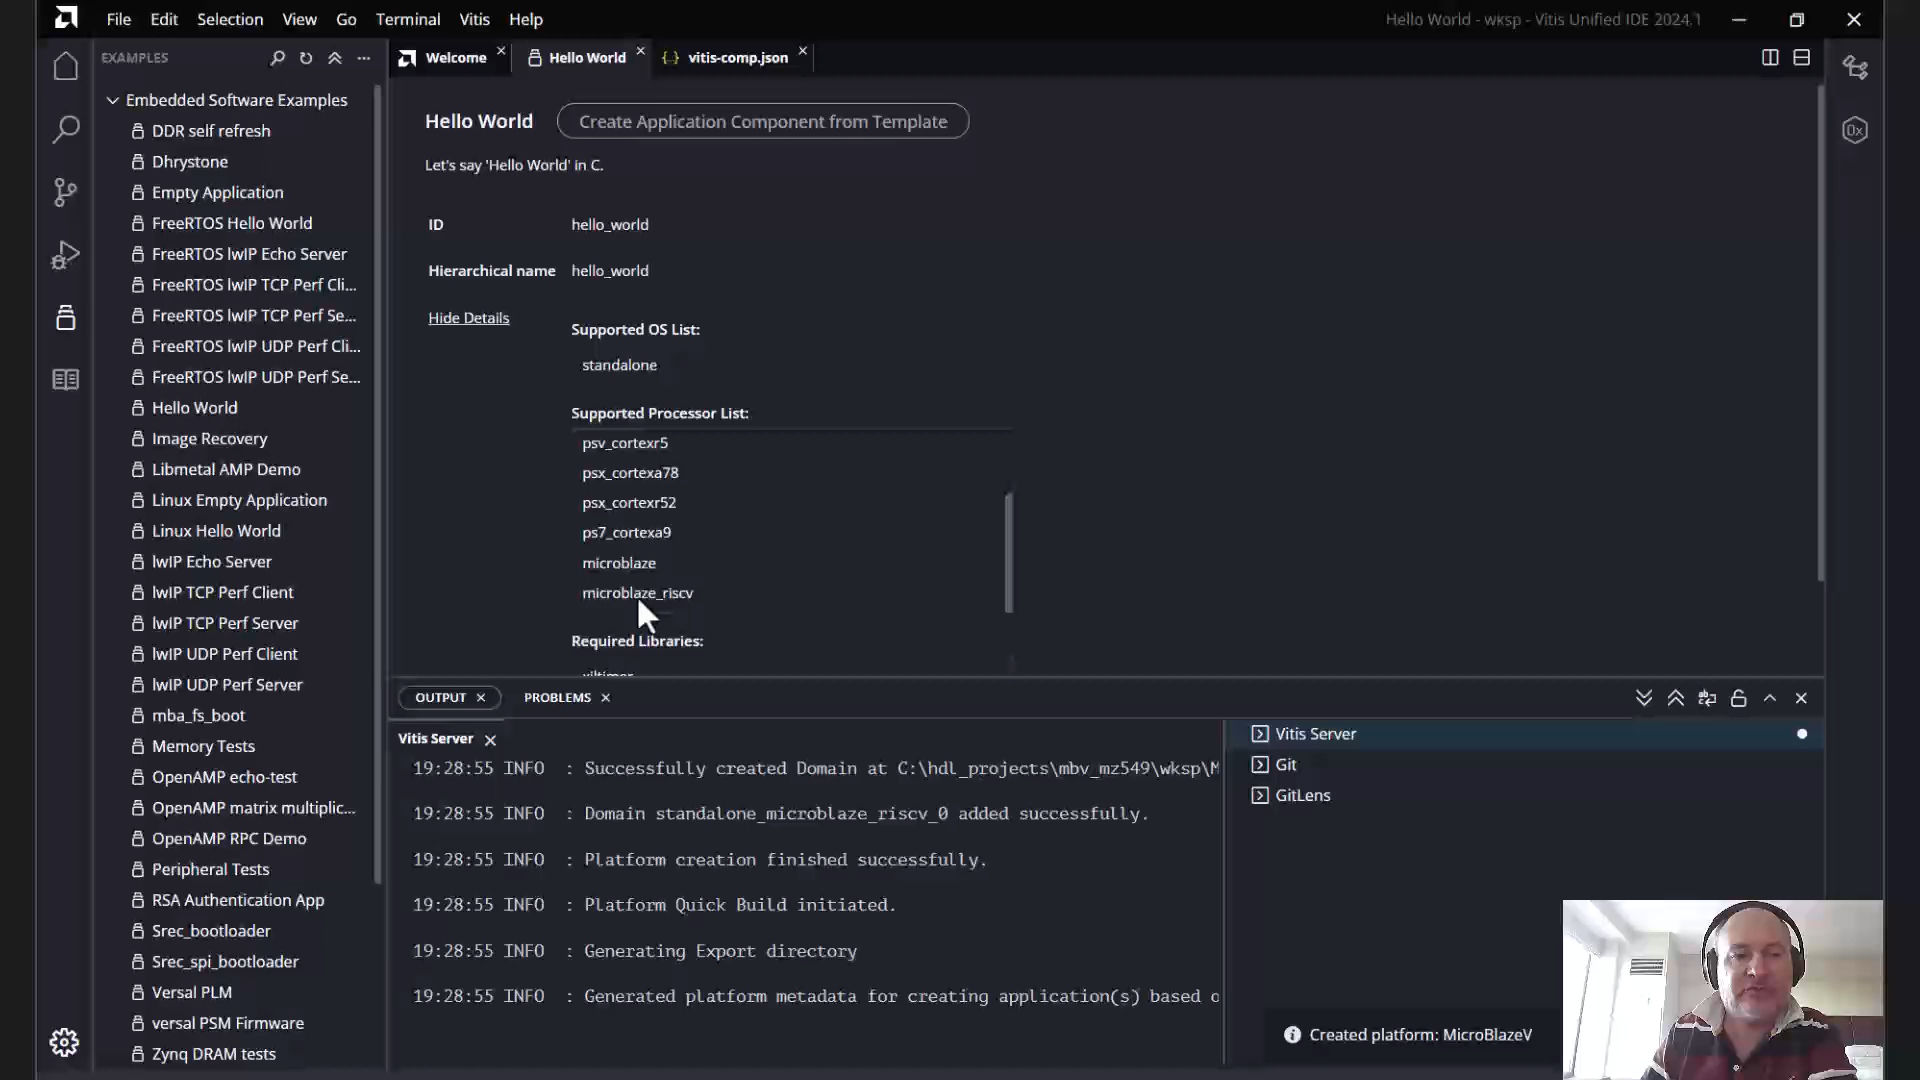 File Edit Selection View Go Terminal Vitis Help
Hello World - wksp - Vitis Unified IDE 2024.1
EXAMPLES
Welcome
Hello World
vitis-comp.json
Embedded Software Examples
DDR self refresh
Dhrystone
Empty Application
FreeRTOS Hello World
FreeRTOS lwIP Echo Server
FreeRTOS lwIP TCP Perf Cli...
FreeRTOS lwIP TCP Perf Se...
FreeRTOS lwIP UDP Perf Cli...
FreeRTOS lwIP UDP Perf Se...
Hello World
Image Recovery
Libmetal AMP Demo
Linux Empty Application
Linux Hello World
lwIP Echo Server
lwIP TCP Perf Client
lwIP TCP Perf Server
lwIP UDP Perf Client
lwIP UDP Perf Server
mba_fs_boot
Memory Tests
OpenAMP echo-test
OpenAMP matrix multiplic...
OpenAMP RPC Demo
Peripheral Tests
RSA Authentication App
Srec_bootloader
Srec_spi_bootloader
Versal PLM
versal PSM Firmware
Zynq DRAM tests
Hello World
Create Application Component from Template
Let's say 'Hello World' in C.
ID hello_world
Hierarchical name hello_world
Hide Details
Supported OS List:
standalone
Supported Processor List:
psv_cortexr5
psx_cortexa78
psx_cortexr52
ps7_cortexa9
microblaze
microblaze_riscv
Required Libraries:
OUTPUT
PROBLEMS
Vitis Server
19:28:55 INFO : Successfully created Domain at C:\hdl_projects\mbv_mz549\wksp\M
19:28:55 INFO : Domain standalone_microblaze_riscv_0 added successfully.
19:28:55 INFO : Platform creation finished successfully.
19:28:55 INFO : Platform Quick Build initiated.
19:28:55 INFO : Generating Export directory
19:28:55 INFO : Generated platform metadata for creating application(s) based o
Vitis Server
Git
GitLens
Created platform: MicroBlazeV